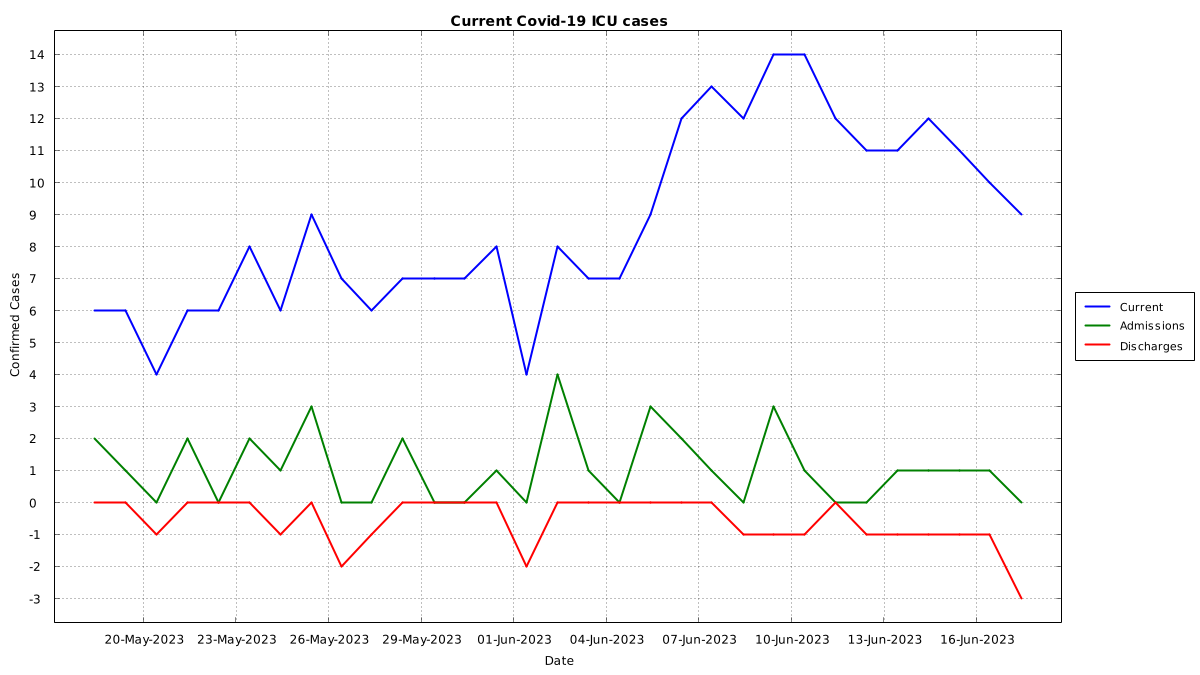 Current Covid-19 ICU cases
Confirmed Cases
14
13
12
11
10
9
8
7
6
5
4
3
2
1
0
-1
-2
-3
20-May-2023 23-May-2023 26-May-2023 29-May-2023 01-Jun-2023 04-Jun-2023 07-Jun-2023 10-Jun-2023 13-Jun-2023 16-Jun-2023
Date
Current
Admissions
Discharges